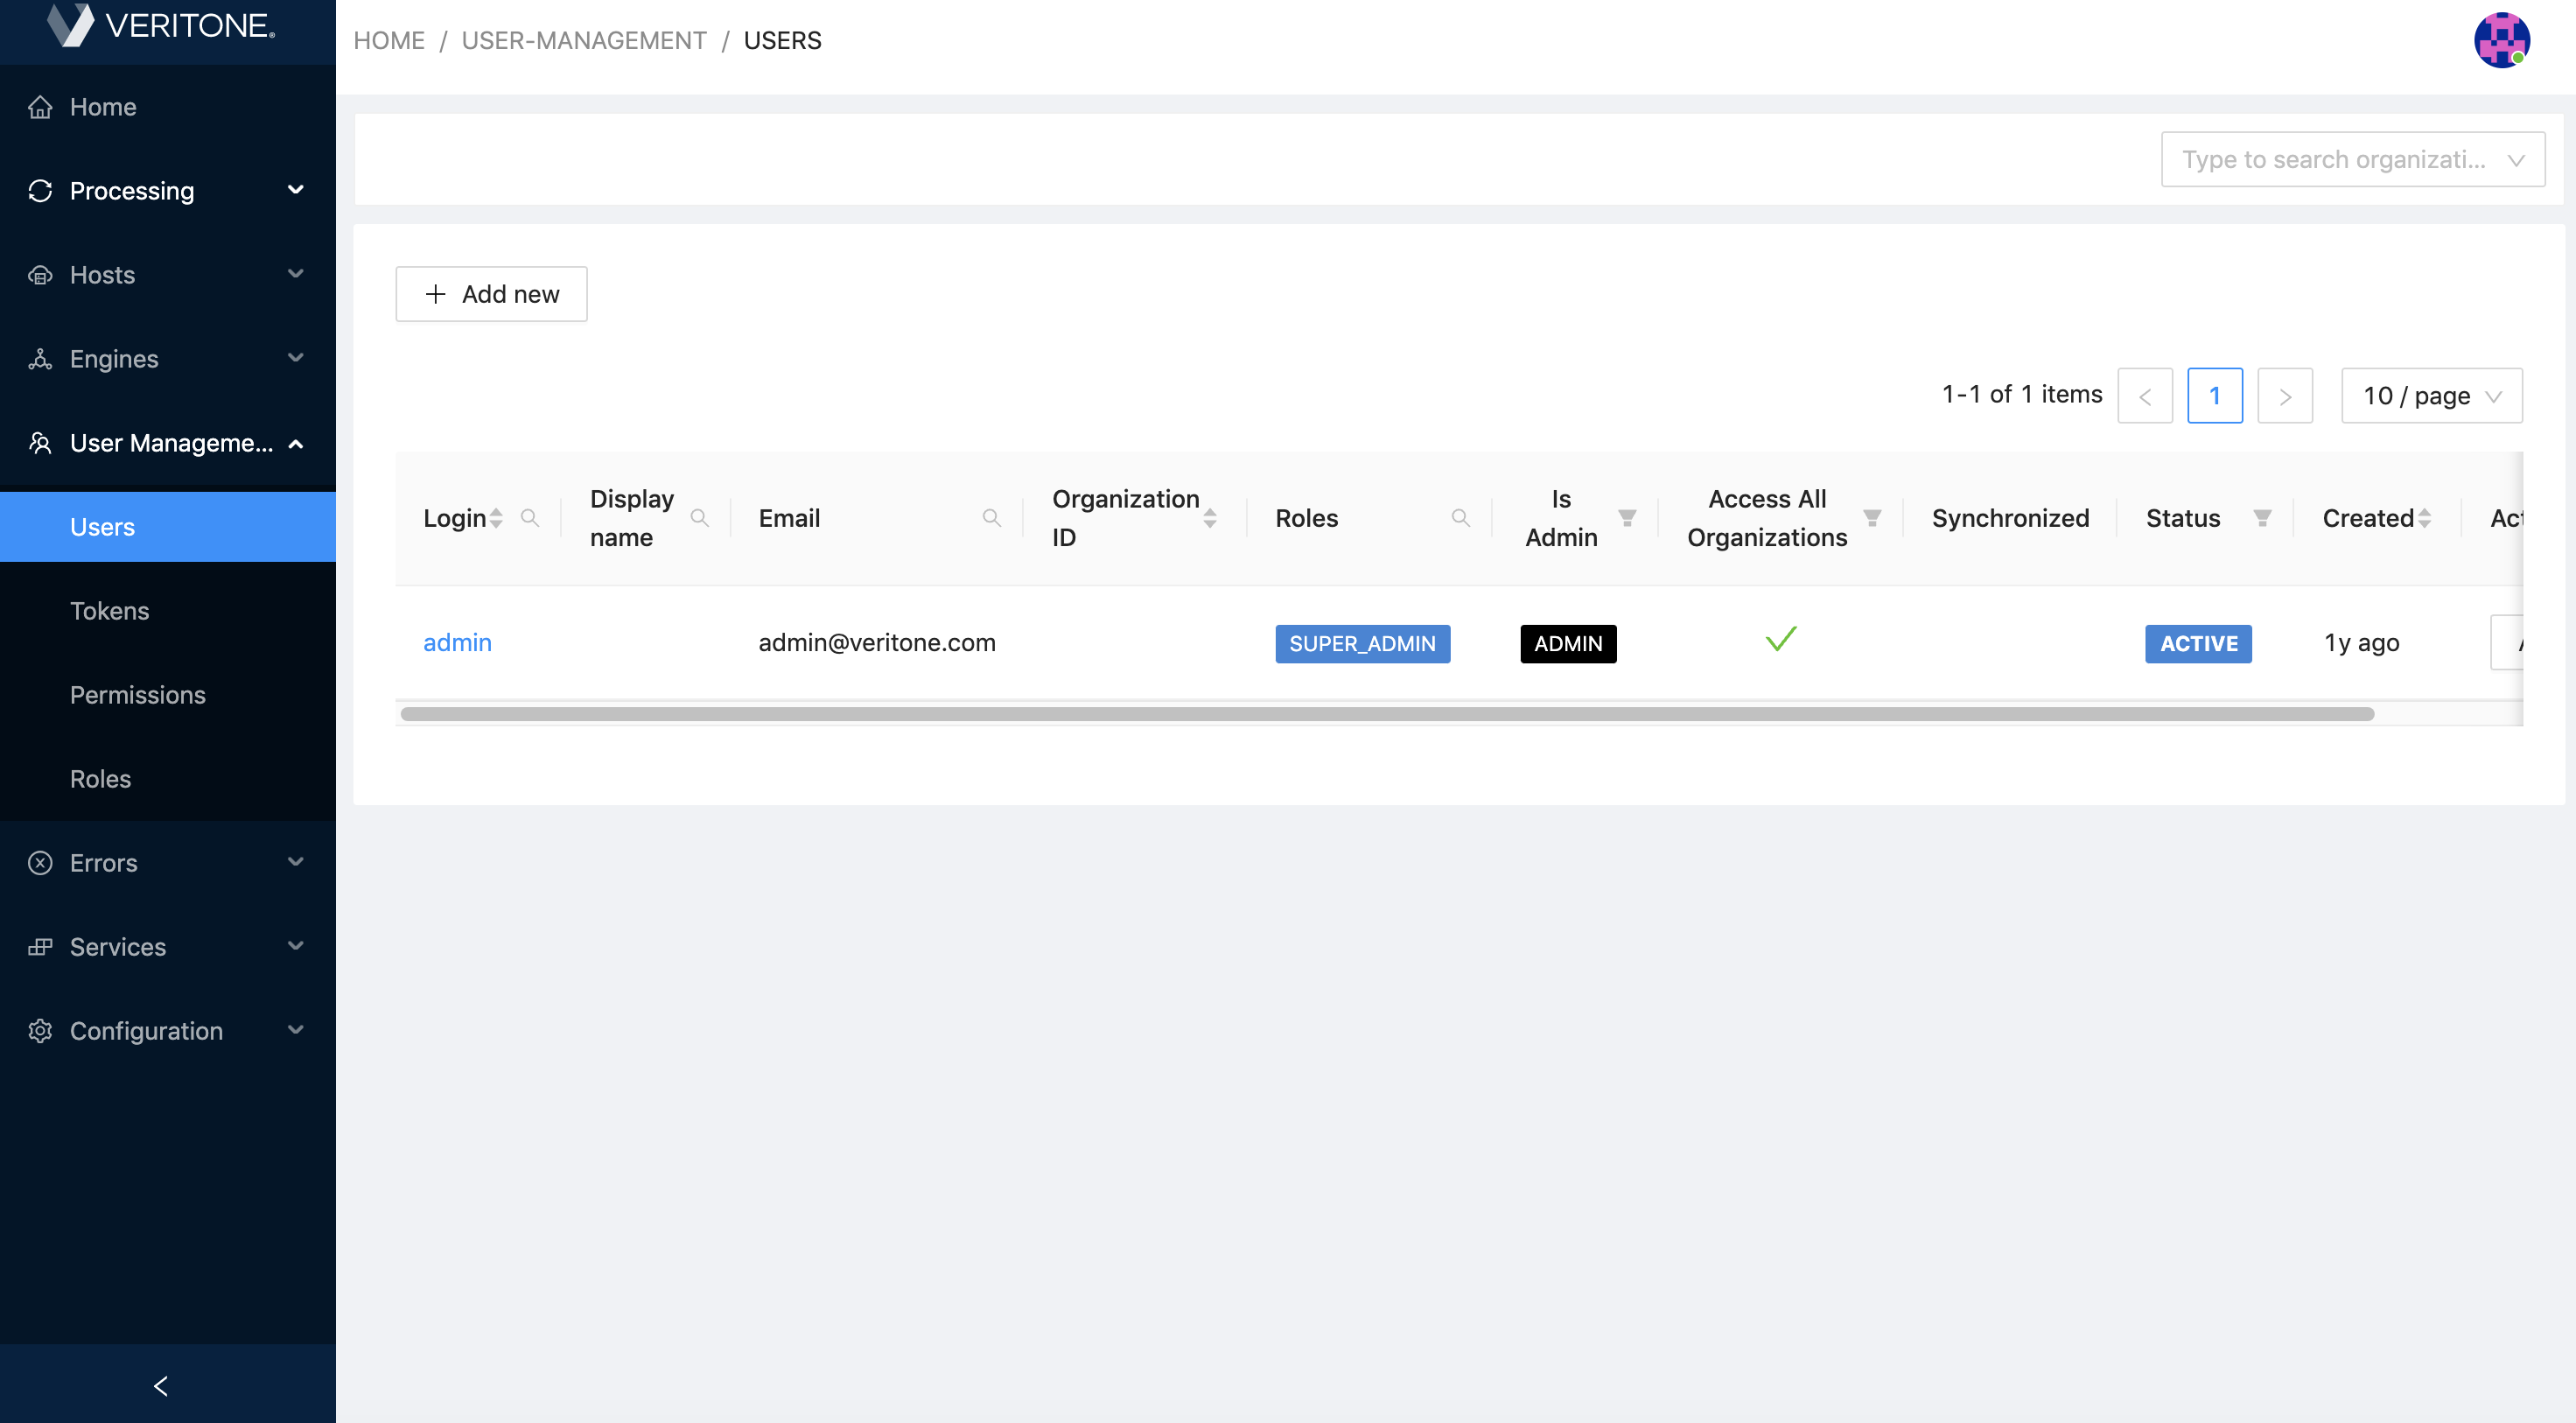 VERITONE®
HOME / USER-MANAGEMENT / USERS
Home
Processing
Hosts
Engines
User Manageme...
Users
Tokens
Permissions
Roles
Errors
Services
Configuration
Type to search organizati...
Add new
1-1 of 1 items
1
10 / page
Login
Display
name
Email
Organization
ID
Roles
Is
Admin
Access All
Organizations
Synchronized
Status
Created
admin
admin@veritone.com
SUPER_ADMIN
ADMIN
ACTIVE
1y ago